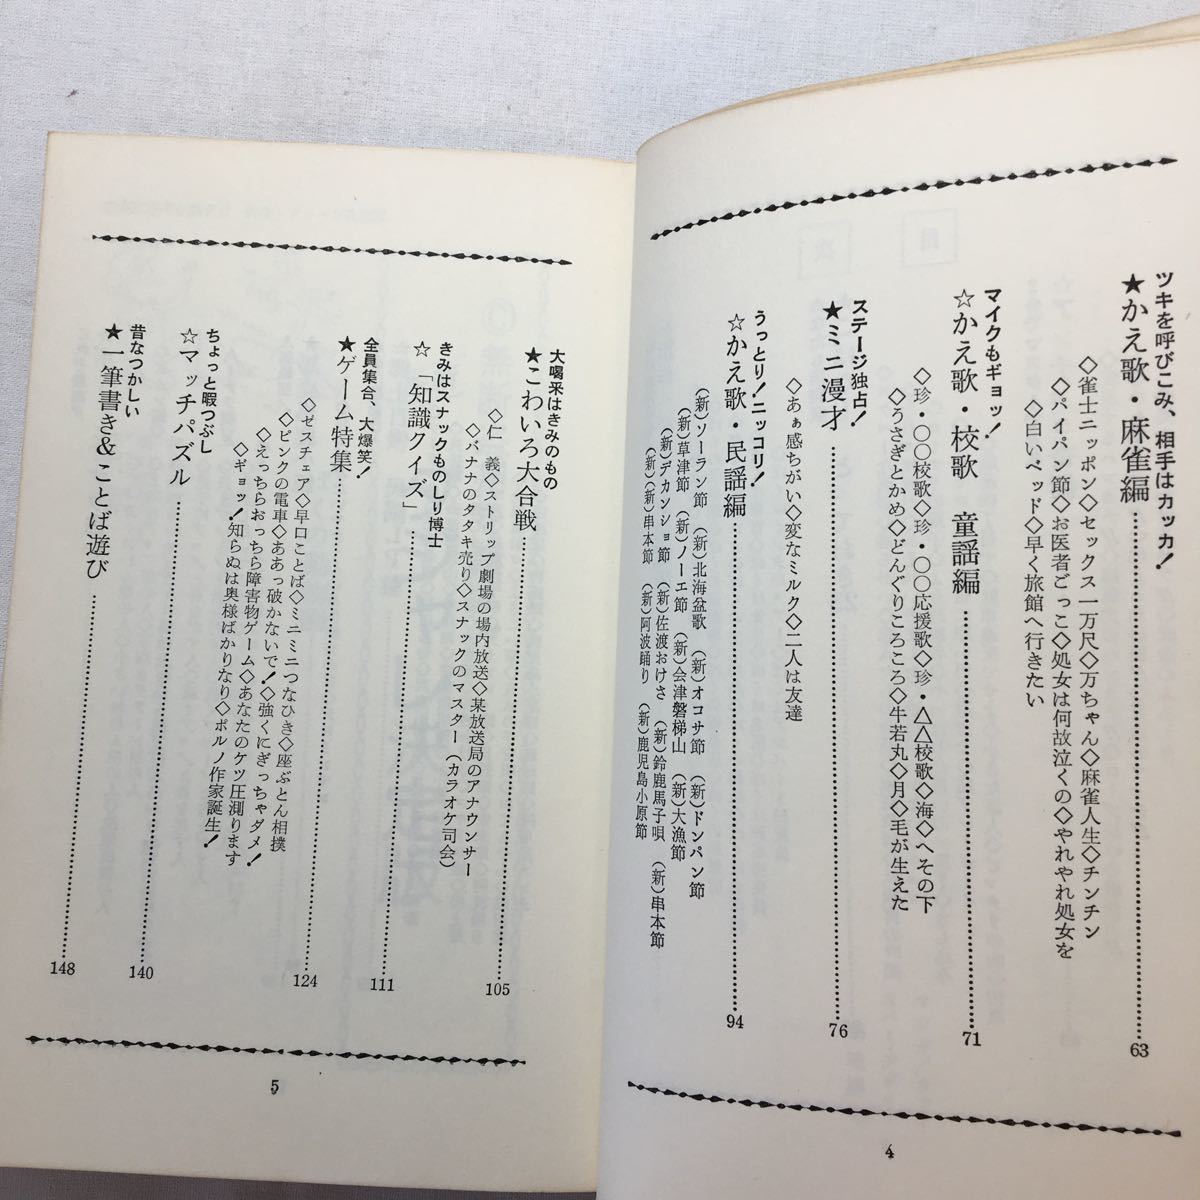 ツキを呼びこみ、相手はカッカ!
★かえ歌・麻雀編……63
◇雀士ニッポン◇セックス一万尺◇万ちゃん◇麻雀人生◇チンチン
◇パイパン節◇お医者ごっこ◇処女は何故泣くの◇やれやれ処女を
◇白いベッド◇早く旅館へ行きたい
マイクもギョッ!
☆かえ歌・校歌 童謡編……71
◇珍・〇〇校歌◇珍・〇〇応援歌◇珍・△△校歌◇海◇へその下
◇うさぎとかめ◇どんぐりころころ◇牛若丸◇月◇毛が生えた
ステージ独占!
★ミニ漫才……76
◇あぁ感ちがい◇変なミルク◇二人は友達
うっとり!ニッコリ!
☆かえ歌・民謡編……94
(新)ソーラン節 (新)北海盆歌 (新)オコサ節 (新)ドンパン節
(新)草津節 (新)ノーエ節 (新)会津磐梯山 (新)大漁節
(新)デカンショ節 (新)佐渡おけさ (新)鈴鹿馬子唄 (新)串本節
(新)串本節 (新)阿波踊り (新)鹿児島小原節
4
大喝采はきみのもの
★こわいろ大合戦……105
◇仁 義◇ストリップ劇場の場内放送◇某放送局のアナウンサー
◇バナナのタタキ売り◇スナックのマスター(カラオケ司会)
きみはスナックものしり博士
☆「知識クイズ」……111
全員集合、大爆笑!
★ゲーム特集……124
◇ゼスチェア◇早口ことば◇ミニミニつなひき◇座ぶとん相撲
◇ピンクの電車◇ああっ破かないで!◇強くにぎっちゃダメ!
◇えっちらおっちら障害物ゲーム◇あなたのケツ圧測ります
◇ギョッ!知らぬは奥様ばかりなり◇ポルノ作家誕生!
ちょっと暇つぶし
☆マッチパズル……140
昔なつかしい
★一筆書き&ことば遊び……148
5